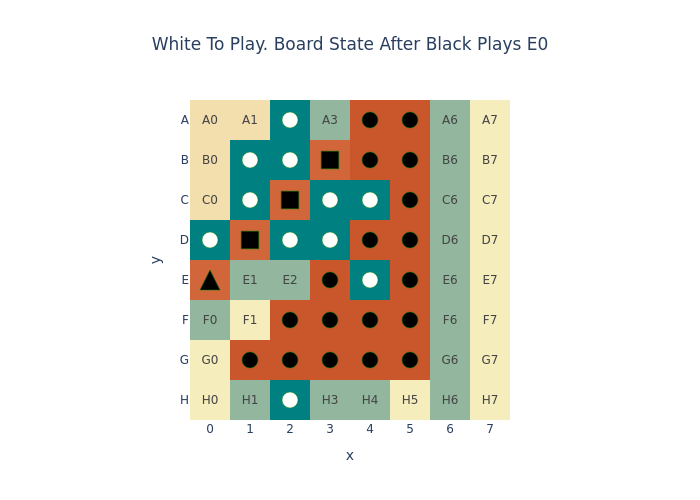 White To Play. Board State After Black Plays E0
A A0 A1 A3 A6 A7
B B0 B6 B7
C C0 C6 C7
D D6 D7
E E1 E2 E6 E7
F F0 F1 F6 F7
G G0 G6 G7
H H0 H1 H3 H4 H5 H6 H7
0 1 2 3 4 5 6 7
x
y